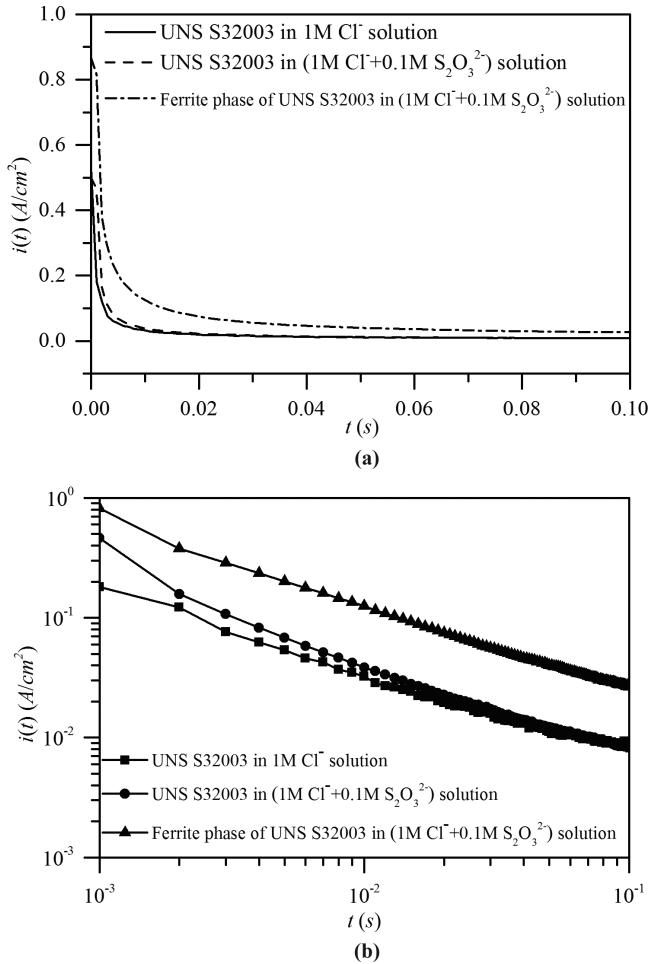 1.0
0.8
0.6
0.4
0.2
0.0
i(t) (A/cm²)
UNS S32003 in 1M Cl⁻ solution
UNS S32003 in (1M Cl⁻+0.1M S₂O₃²⁻) solution
Ferrite phase of UNS S32003 in (1M Cl⁻+0.1M S₂O₃²⁻) solution
0.00 0.02 0.04 0.06 0.08 0.10
t (s)
(a)
10⁰
10⁻¹
10⁻²
10⁻³
i(t) (A/cm²)
UNS S32003 in 1M Cl⁻ solution
UNS S32003 in (1M Cl⁻+0.1M S₂O₃²⁻) solution
Ferrite phase of UNS S32003 in (1M Cl⁻+0.1M S₂O₃²⁻) solution
10⁻³ 10⁻² 10⁻¹
t (s)
(b)